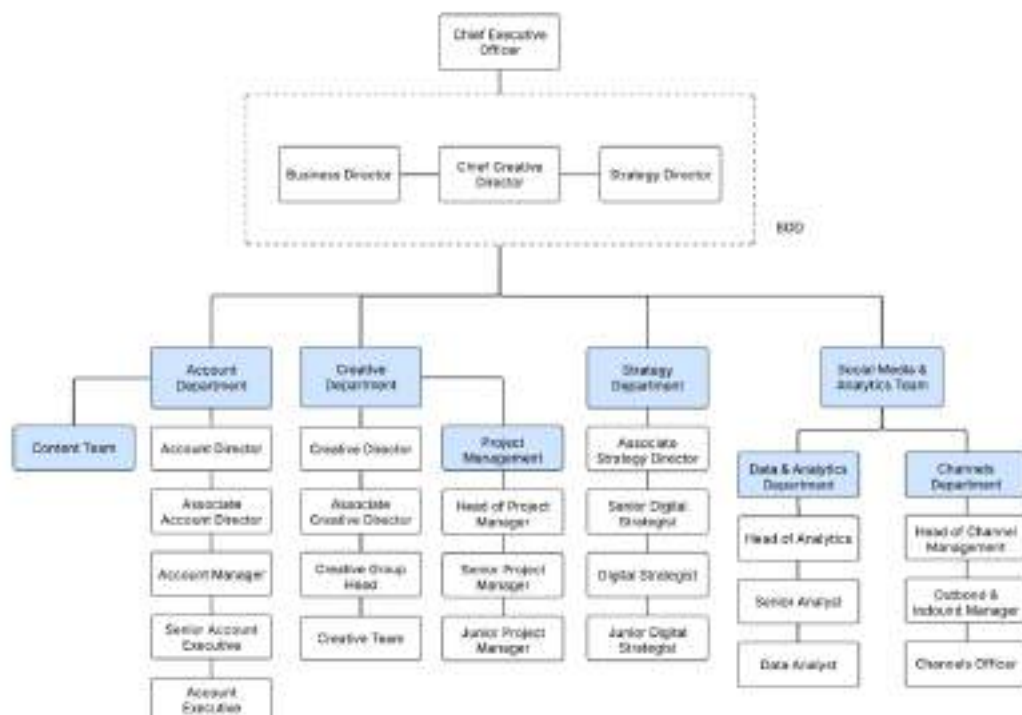 Chief Executive
Officer
Business Director
Chief Creative
Director
Strategy Director
BOD
Account
Department
Creative
Department
Strategy
Department
Social Media &
Analytics Team
Content Team
Account Director
Creative Director
Project
Management
Associate
Strategy Director
Data & Analytics
Department
Channels
Department
Associate
Account Director
Associate
Creative Director
Head of Project
Manager
Senior Digital
Strategist
Head of Analytics
Head of Channel
Management
Account Manager
Creative Group
Head
Senior Project
Manager
Digital Strategist
Senior Analyst
Outbond &
Indound Manager
Senior Account
Executive
Creative Team
Junior Project
Manager
Junior Digital
Strategist
Data Analyst
Channels Officer
Account
Executive